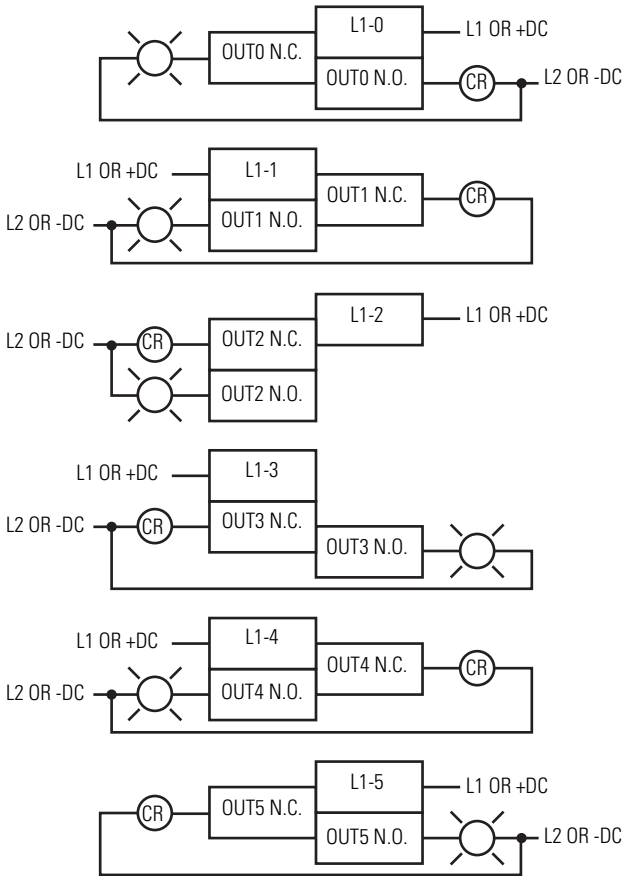 L1-0
L1 OR +DC
OUT0 N.C.
OUT0 N.O.
CR
L2 OR -DC
L1 OR +DC
L1-1
OUT1 N.C.
CR
L2 OR -DC
OUT1 N.O.
L1-2
L1 OR +DC
L2 OR -DC
CR
OUT2 N.C.
OUT2 N.O.
L1 OR +DC
L1-3
L2 OR -DC
CR
OUT3 N.C.
OUT3 N.O.
L1 OR +DC
L1-4
OUT4 N.C.
CR
L2 OR -DC
OUT4 N.O.
L1-5
L1 OR +DC
CR
OUT5 N.C.
OUT5 N.O.
L2 OR -DC